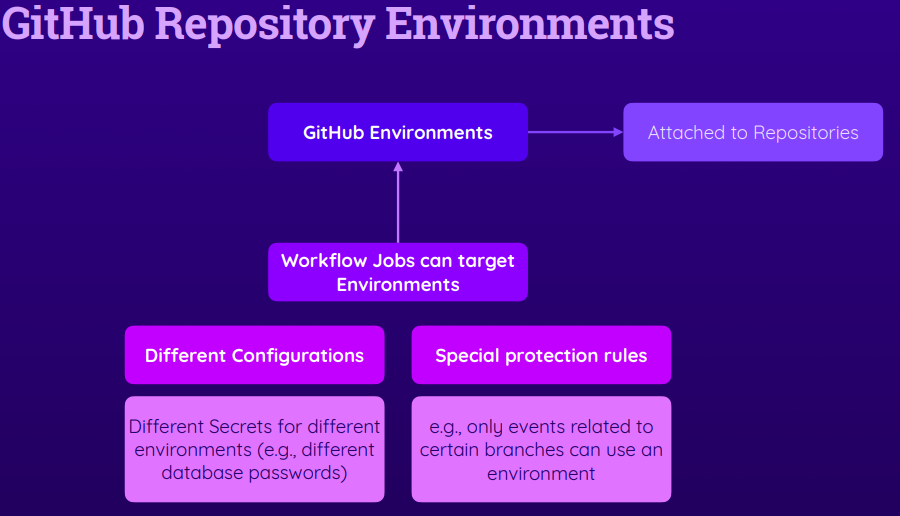 GitHub Repository Environments
GitHub Environments
Attached to Repositories
Workflow Jobs can target
Environments
Different Configurations
Special protection rules
Different Secrets for different
environments (e.g., different
database passwords)
e.g., only events related to
certain branches can use an
environment